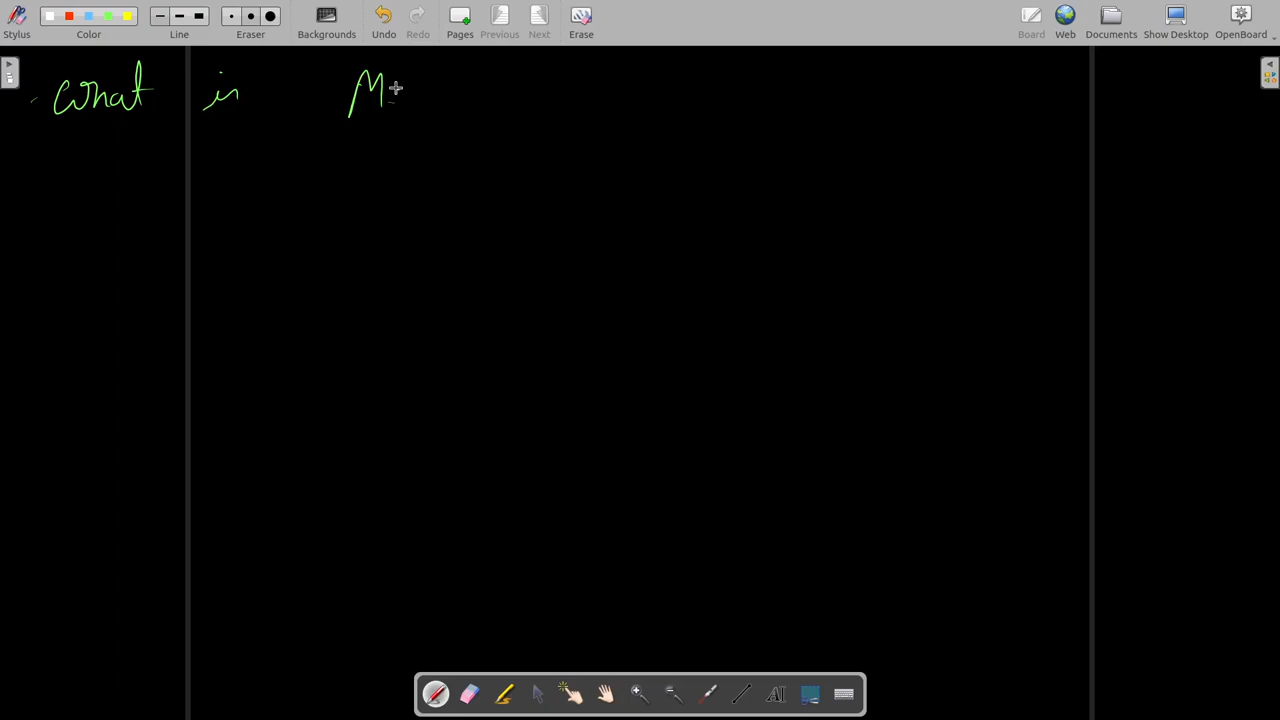 Stylus Color Line Eraser Backgrounds Undo Redo Pages Previous Next Erase Board Web Documents Show Desktop OpenBoard
what is M
AI